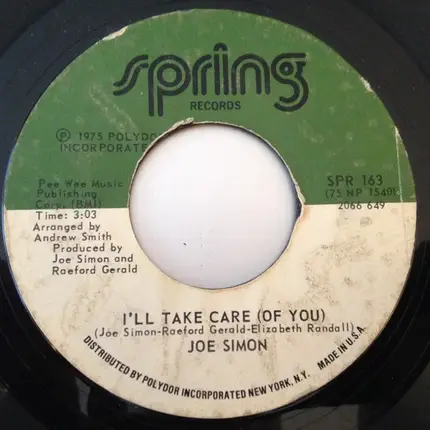 spring
RECORDS
Ⓟ 1975 POLYDOR
INCORPORATE
SPR 163
(75 NP 1540)
2066 649
Pee Wee Music
Publishing
Corp. (BMI)
Time: 3:03
Arranged by
Andrew Smith
Produced by
Joe Simon and
Raeford Gerald
I'LL TAKE CARE (OF YOU)
(Joe Simon-Raeford Gerald-Elizabeth Randall)
JOE SIMON
DISTRIBUTED BY POLYDOR INCORPORATED NEW YORK, N.Y. MADE IN U.S.A.